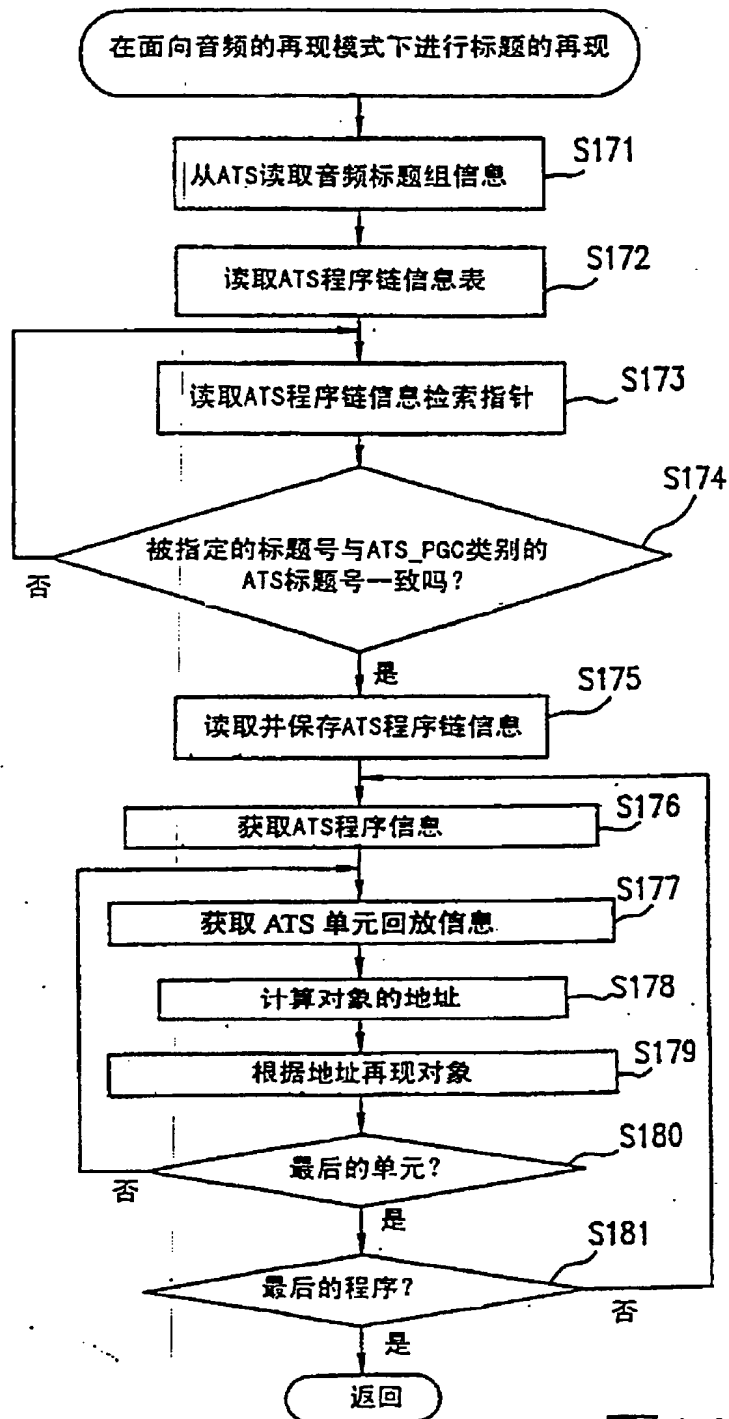 在面向音频的再现模式下进行标题的再现
S171
从ATS读取音频标题组信息
S172
读取ATS程序链信息表
S173
读取ATS程序链信息检索指针
S174
被指定的标题号与ATS_PGC类别的
ATS标题号一致吗?
否
是
S175
读取并保存ATS程序链信息
S176
获取ATS程序信息
S177
获取 ATS 单元回放信息
S178
计算对象的地址
S179
根据地址再现对象
S180
最后的单元?
否
是
S181
最后的程序?
否
是
返回